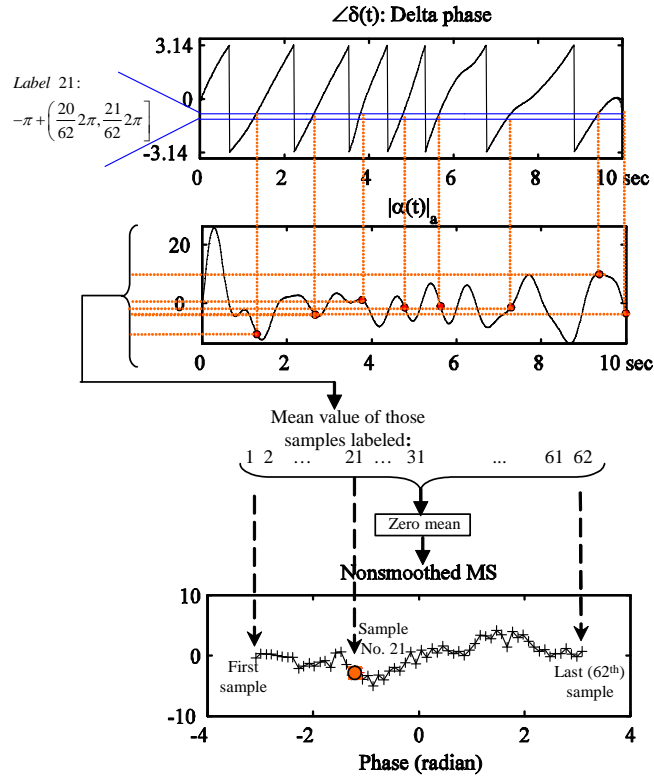 ∠δ(t): Delta phase
3.14
0
-3.14
Label 21:
−π + (20/62 2π, 21/62 2π]
0 2 4 6 8 10 sec
|α(t)|a
20
0
0 2 4 6 8 10 sec
Mean value of those
samples labeled:
1 2 ... 21 ... 31 ... 61 62
Zero mean
Nonsmoothed MS
10
0
-10
First
sample
Sample
No. 21
Last (62th)
sample
-4 -2 0 2 4
Phase (radian)